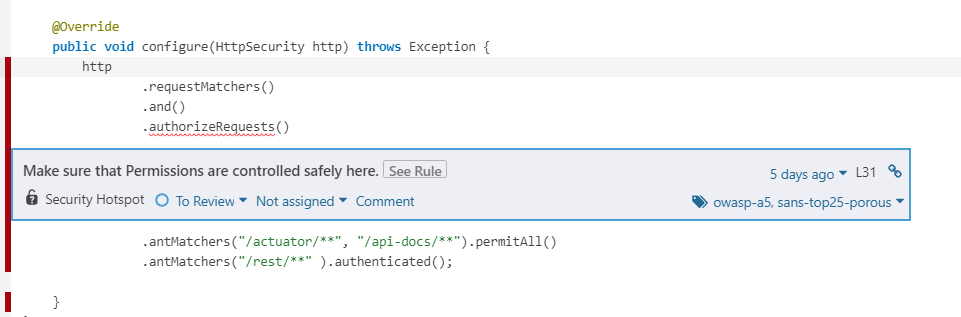 @Override
public void configure(HttpSecurity http) throws Exception {
http
.requestMatchers()
.and()
.authorizeRequests()
Make sure that Permissions are controlled safely here. See Rule
5 days ago L31
Security Hotspot To Review Not assigned Comment
owasp-a5, sans-top25-porous
.antMatchers("/actuator/**", "/api-docs/**").permitAll()
.antMatchers("/rest/**" ).authenticated();
}